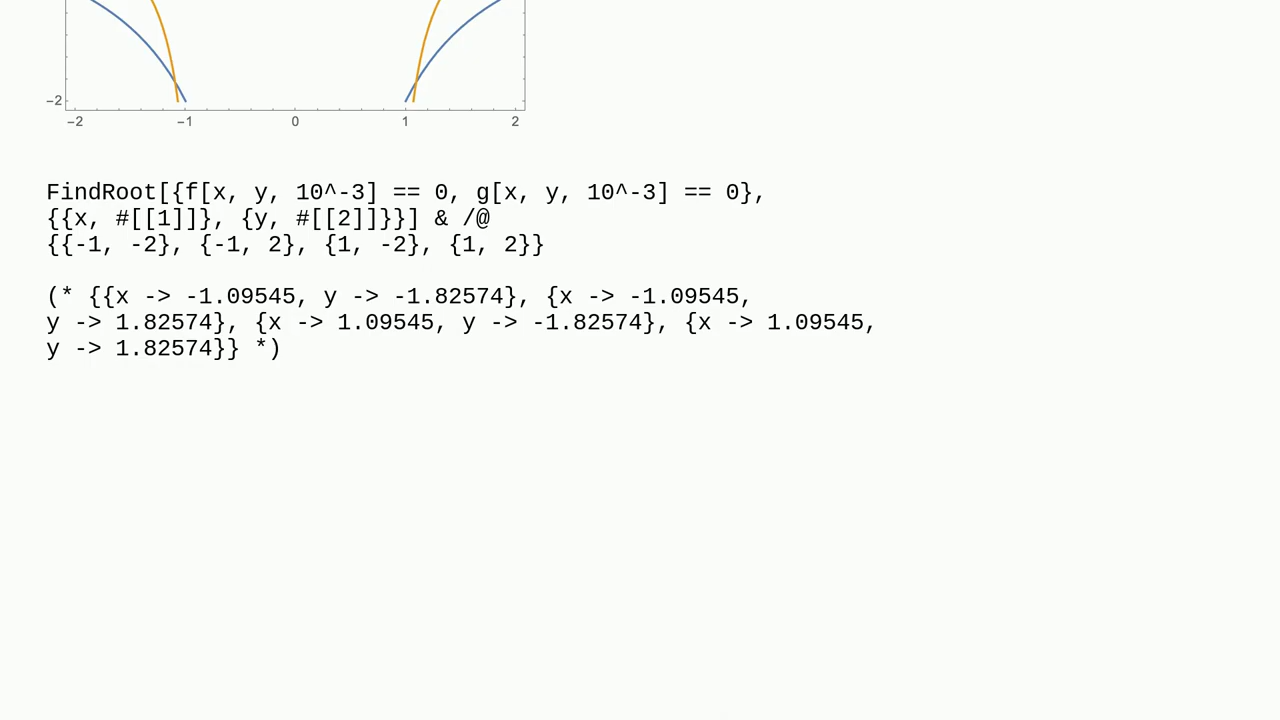 −2
−2 −1 0 1 2
FindRoot[{f[x, y, 10^-3] == 0, g[x, y, 10^-3] == 0},
{{x, #[[1]]}, {y, #[[2]]}}] & /@
{{-1, -2}, {-1, 2}, {1, -2}, {1, 2}}
(* {{x -> -1.09545, y -> -1.82574}, {x -> -1.09545,
y -> 1.82574}, {x -> 1.09545, y -> -1.82574}, {x -> 1.09545,
y -> 1.82574}} *)